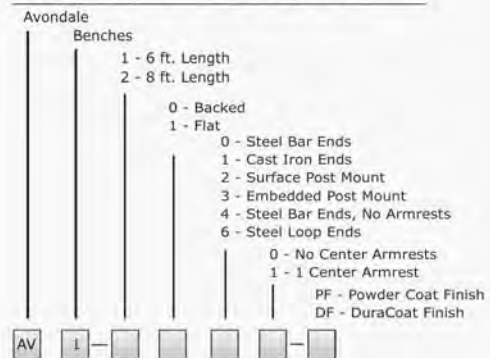 Avondale
Benches
1 - 6 ft. Length
2 - 8 ft. Length
0 - Backed
1 - Flat
0 - Steel Bar Ends
1 - Cast Iron Ends
2 - Surface Post Mount
3 - Embedded Post Mount
4 - Steel Bar Ends, No Armrests
6 - Steel Loop Ends
0 - No Center Armrests
1 - 1 Center Armrest
PF - Powder Coat Finish
DF - DuraCoat Finish
AV 1 - -